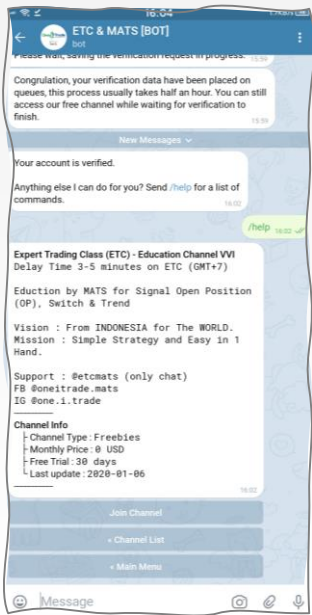 16:04
ETC & MATS [BOT]
bot
Please wait, saving the verification request in progress.
15:59
Congrulation, your verification data have been placed on
queues, this process usually takes half an hour. You can still
access our free channel while waiting for verification to
finish.
15:59
New Messages
Your account is verified.
Anything else I can do for you? Send /help for a list of
commands.
16:02
/help 16:02
Expert Trading Class (ETC) - Education Channel VVI
Delay Time 3-5 minutes on ETC (GMT+7)
Eduction by MATS for Signal Open Position
(OP), Switch & Trend
Vision : From INDONESIA for The WORLD.
Mission : Simple Strategy and Easy in 1
Hand.
Support : @etcmats (only chat)
FB @oneitrade.mats
IG @one.i.trade
Channel Info
├ Channel Type : Freebies
├ Monthly Price : 0 USD
├ Free Trial : 30 days
└ Last update : 2020-01-06
16:02
Join Channel
« Channel List
« Main Menu
Message